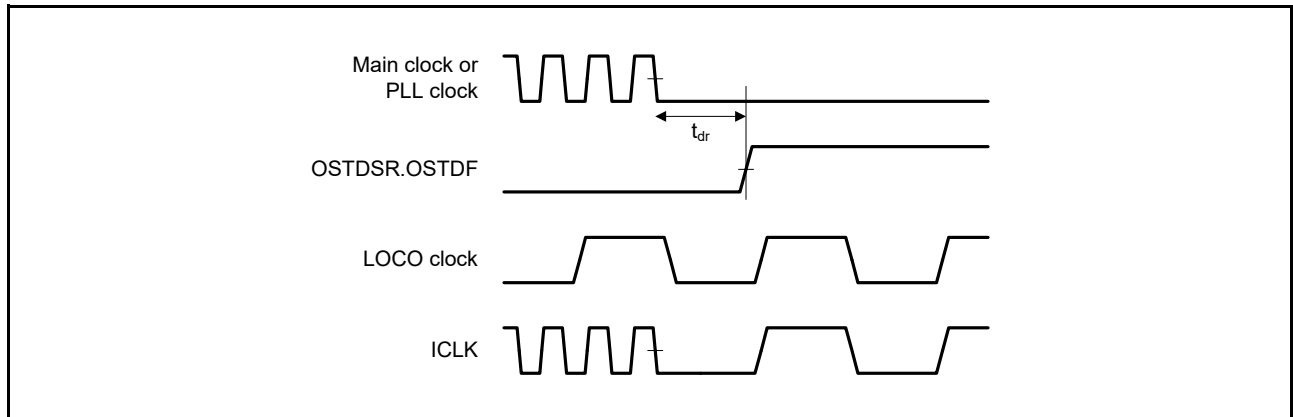 Main clock or
PLL clock
tdr
OSTDSR.OSTDF
LOCO clock
ICLK